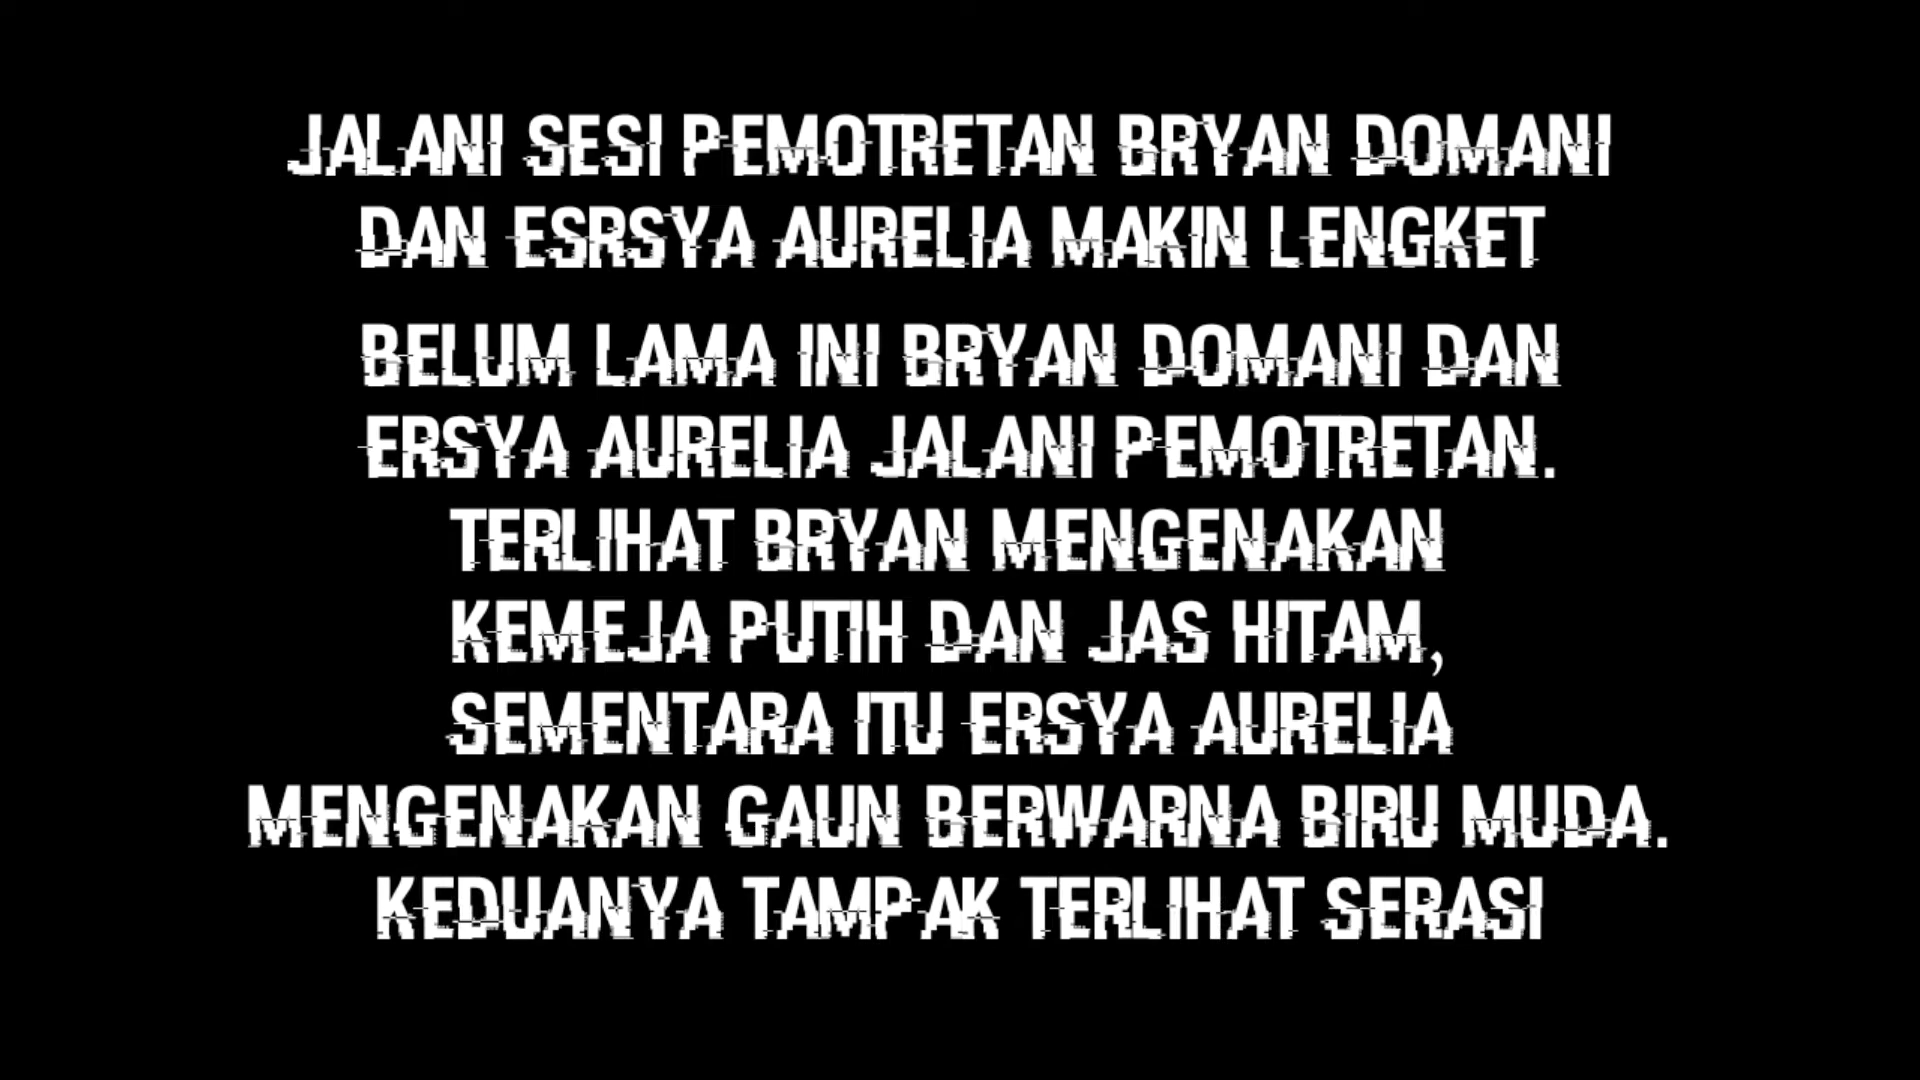 JALANI SESI PEMOTRETAN BRYAN DOMANI
DAN ESRSYA AURELIA MAKIN LENGKET
BELUM LAMA INI BRYAN DOMANI DAN
ERSYA AURELIA JALANI PEMOTRETAN.
TERLIHAT BRYAN MENGENAKAN
KEMEJA PUTIH DAN JAS HITAM,
SEMENTARA ITU ERSYA AURELIA
MENGENAKAN GAUN BERWARNA BIRU MUDA.
KEDUANYA TAMPAK TERLIHAT SERASI